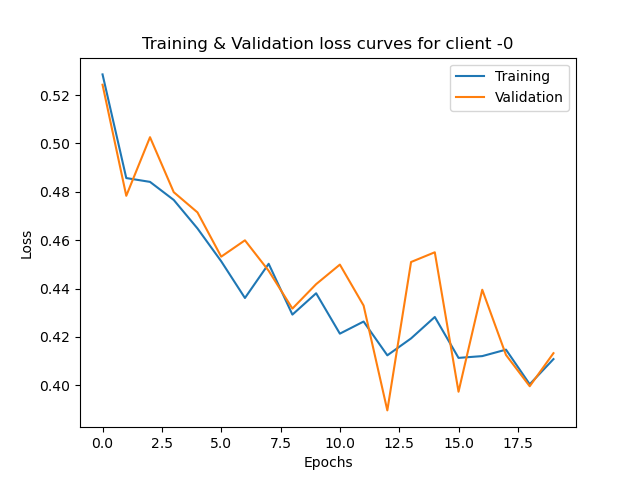 Training & Validation loss curves for client -0
Training
Validation
0.52
0.50
0.48
0.46
0.44
0.42
0.40
Loss
0.0 2.5 5.0 7.5 10.0 12.5 15.0 17.5
Epochs